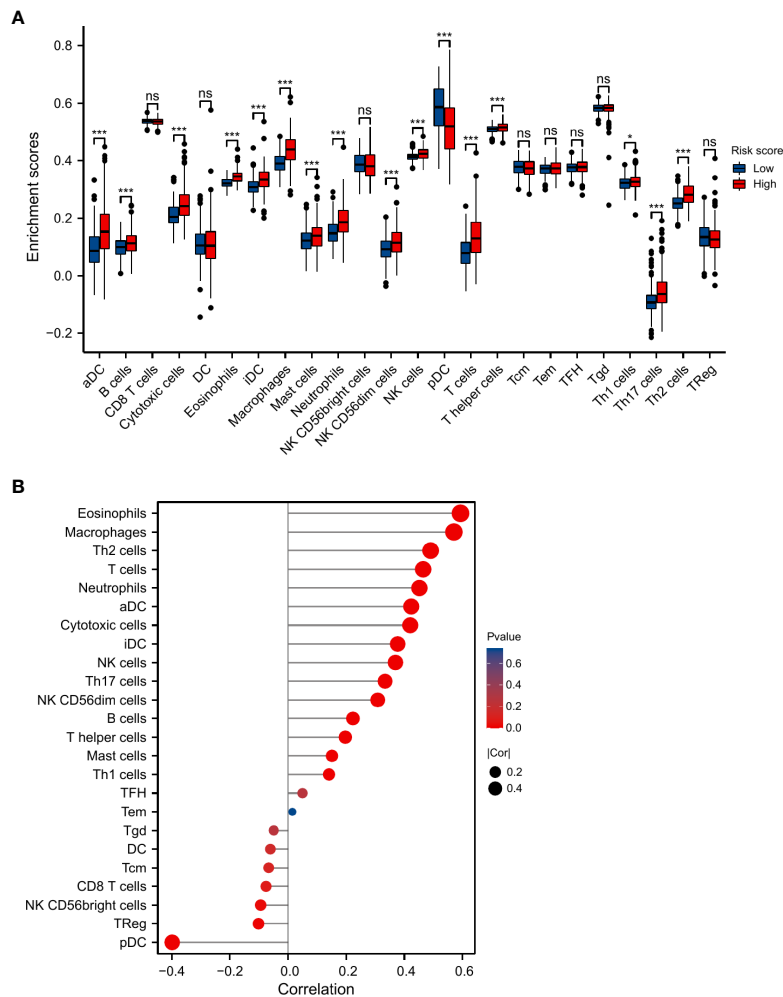 A
Enrichment scores
0.8
0.6
0.4
0.2
0.0
−0.2
*** *** ns *** ns *** *** *** *** *** ns *** *** *** *** *** ns ns ns ns * *** *** ns
Risk score
Low
High
aDC
B cells
CD8 T cells
Cytotoxic cells
DC
Eosinophils
iDC
Macrophages
Mast cells
Neutrophils
NK CD56bright cells
NK CD56dim cells
NK cells
pDC
T cells
T helper cells
Tcm
Tem
TFH
Tgd
Th1 cells
Th17 cells
Th2 cells
TReg
B
Eosinophils
Macrophages
Th2 cells
T cells
Neutrophils
aDC
Cytotoxic cells
iDC
NK cells
Th17 cells
NK CD56dim cells
B cells
T helper cells
Mast cells
Th1 cells
TFH
Tem
Tgd
DC
Tcm
CD8 T cells
NK CD56bright cells
TReg
pDC
−0.4 −0.2 0.0 0.2 0.4 0.6
Correlation
Pvalue
0.6
0.4
0.2
0.0
|Cor|
0.2
0.4